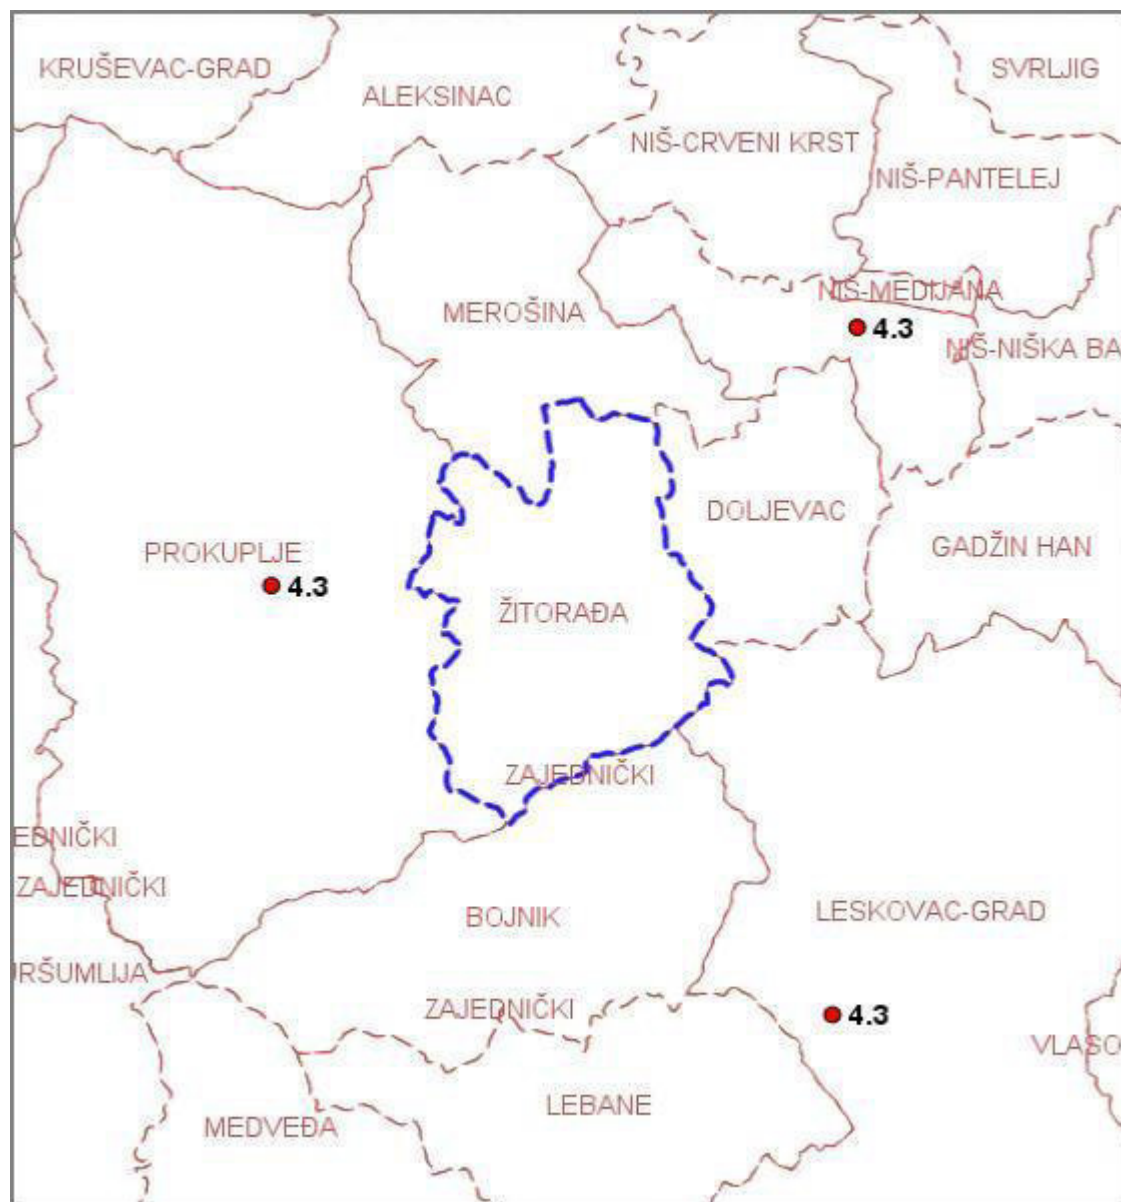 KRUŠEVAC-GRAD
SVRLJIG
ALEKSINAC
NIŠ-CRVENI KRST
NIŠ-PANTELEJ
NIŠ-MEDIJANA
MEROŠINA
4.3
NIŠ-NIŠKA BA
DOLJEVAC
GADŽIN HAN
PROKUPLJE
4.3
ŽITORAĐA
ZAJEDNIČKI
EDNIČKI
ZAJEDNIČKI
LESKOVAC-GRAD
BOJNIK
URŠUMLIJA
ZAJEDNIČKI
4.3
VLASO
LEBANE
MEDVEĐA